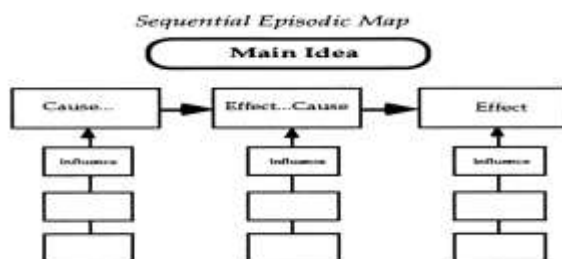 Sequential Episodic Map
Main Idea
Cause... Effect...Cause Effect
Influence Influence Influence